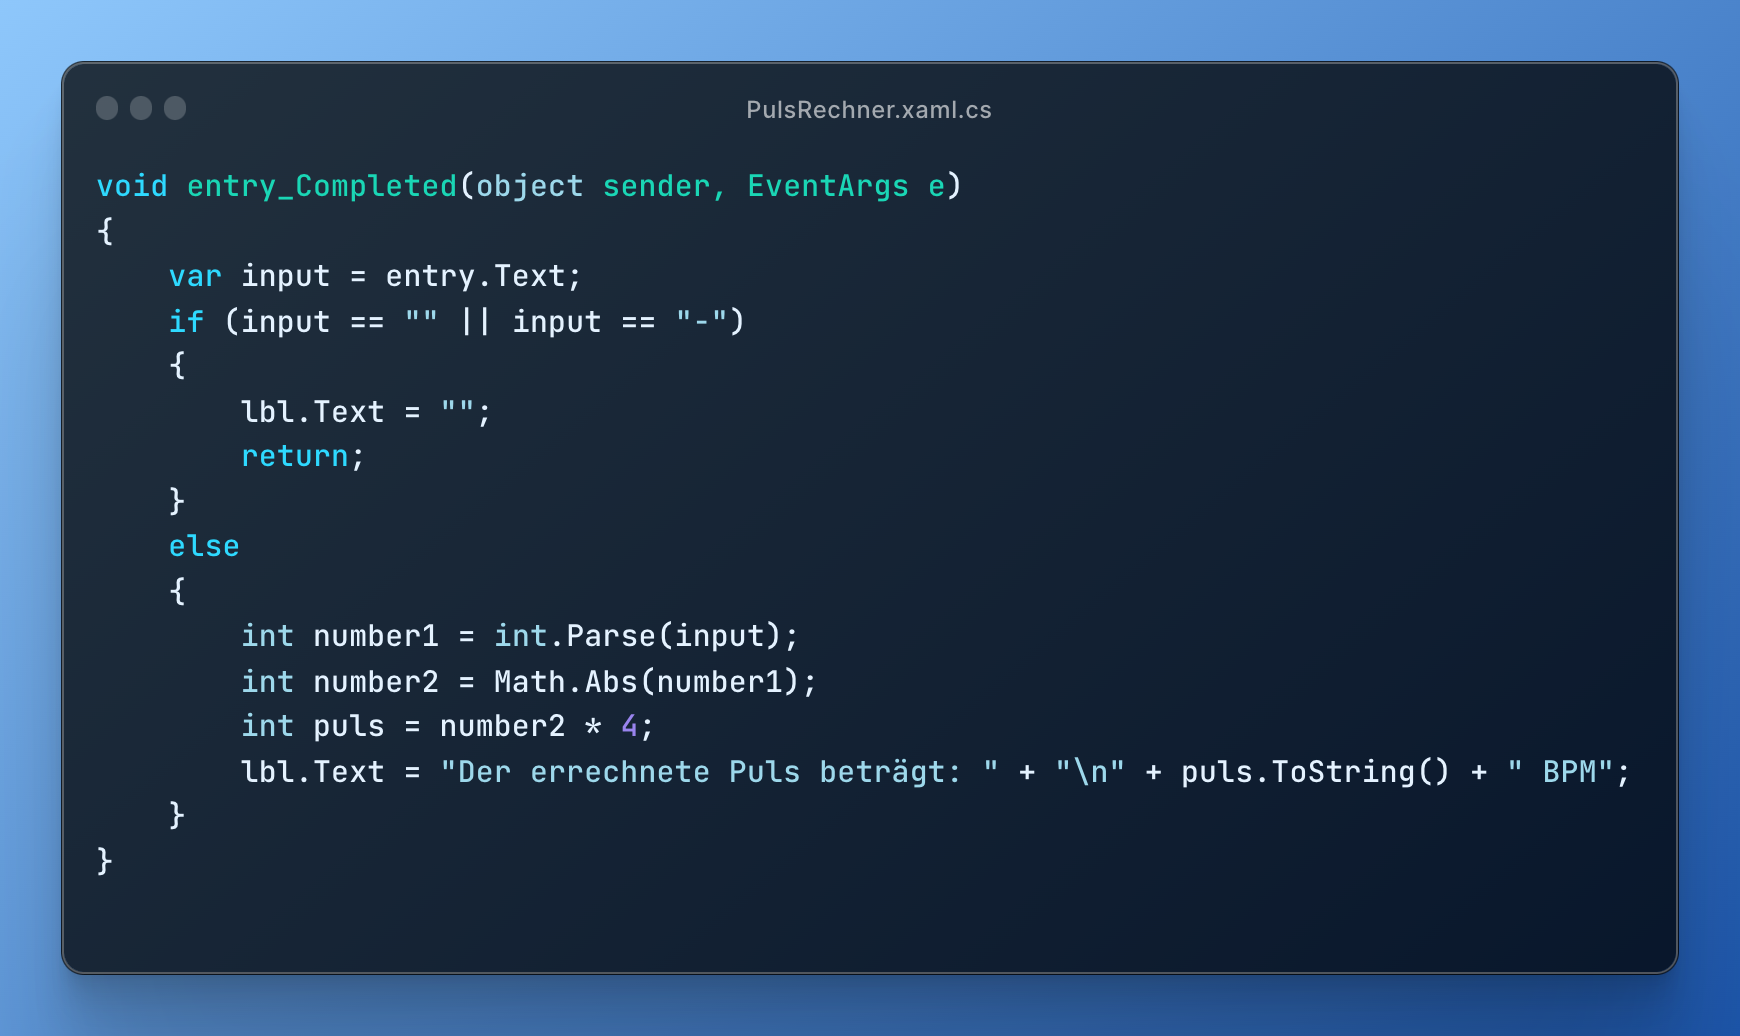 PulsRechner.xaml.cs
void entry_Completed(object sender, EventArgs e)
{
    var input = entry.Text;
    if (input == "" || input == "-")
    {
        lbl.Text = "";
        return;
    }
    else
    {
        int number1 = int.Parse(input);
        int number2 = Math.Abs(number1);
        int puls = number2 * 4;
        lbl.Text = "Der errechnete Puls beträgt: " + "\n" + puls.ToString() + " BPM";
    }
}